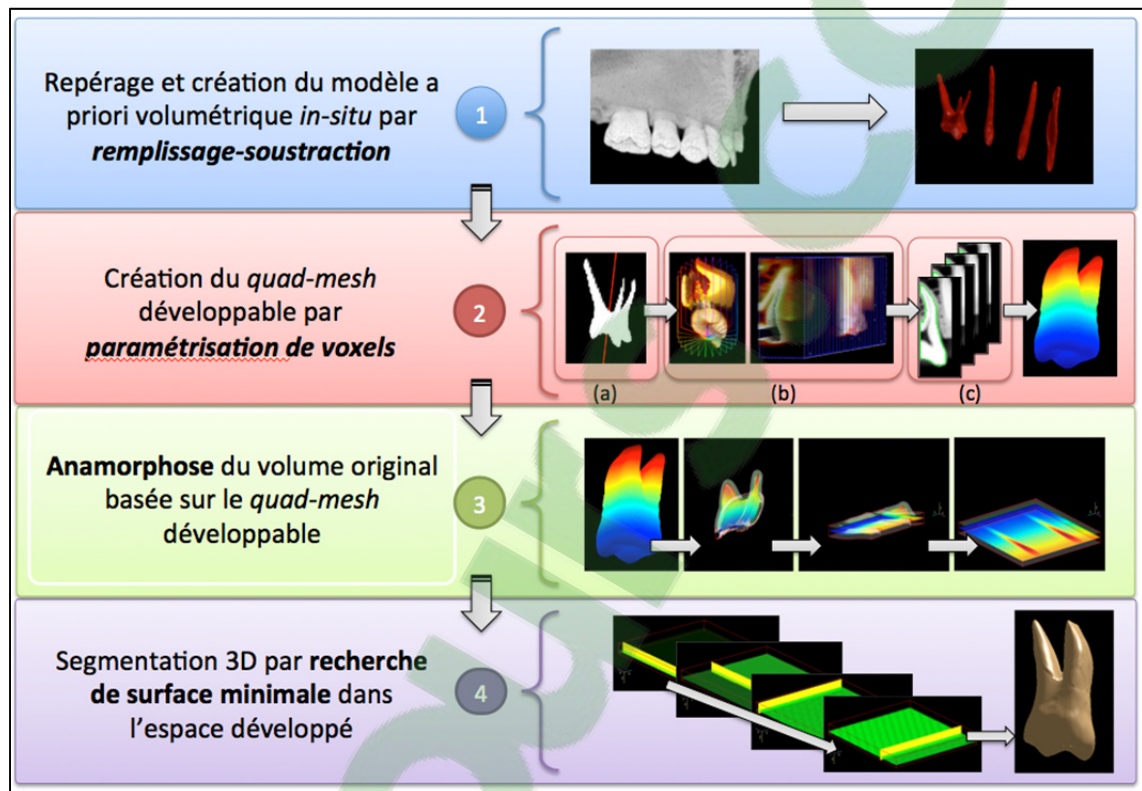 Repérage et création du modèle a
priori volumétrique in-situ par
remplissage-soustraction
1
Création du quad-mesh
développable par
paramétrisation de voxels
2
(a)
(b)
(c)
Anamorphose du volume original
basée sur le quad-mesh
développable
3
Segmentation 3D par recherche
de surface minimale dans
l'espace développé
4